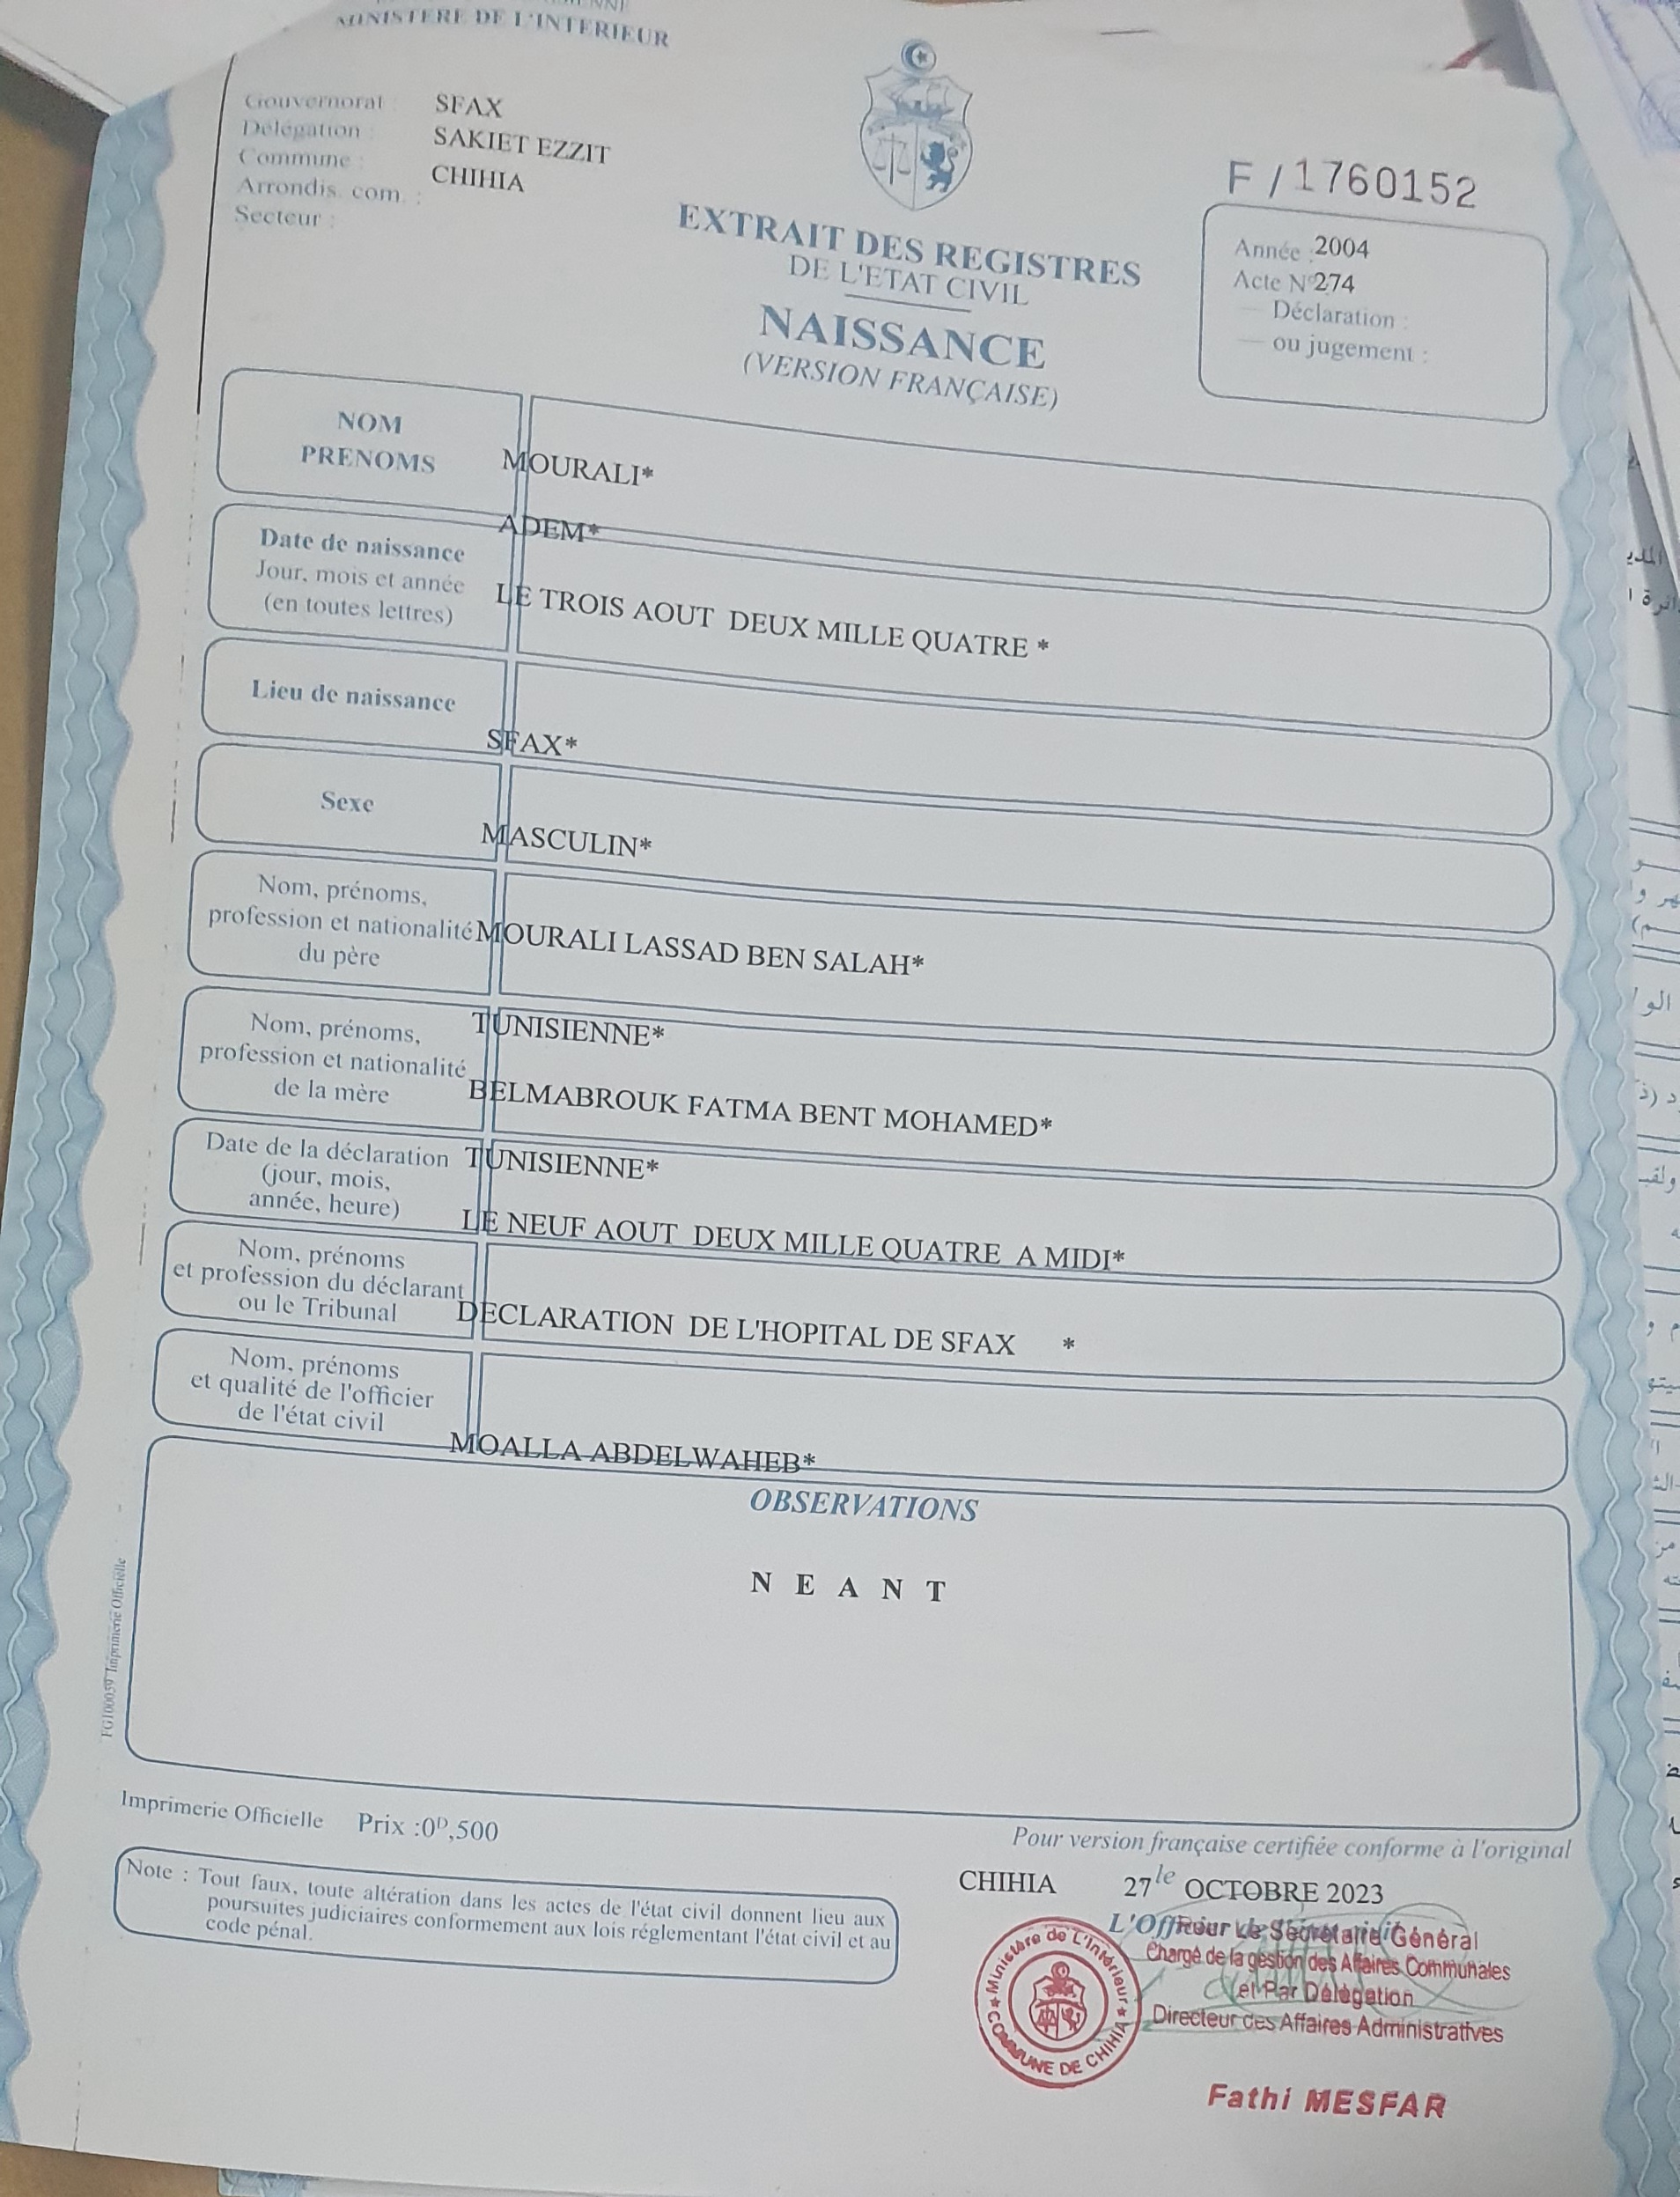 MINISTERE DE L'INTERIEUR
Gouvernorat : SFAX
Délégation : SAKIET EZZIT
Commune : CHIHIA
Arrondis. com. :
Secteur :
F / 1760152
EXTRAIT DES REGISTRES
DE L'ETAT CIVIL
NAISSANCE
(VERSION FRANÇAISE)
Année : 2004
Acte N° 274
— Déclaration :
— ou jugement :
NOM
PRENOMS
MOURALI*
ADEM*
Date de naissance
Jour, mois et année
(en toutes lettres)
LE TROIS AOUT DEUX MILLE QUATRE *
Lieu de naissance
SFAX*
Sexe
MASCULIN*
Nom, prénoms,
profession et nationalité
du père
MOURALI LASSAD BEN SALAH*
TUNISIENNE*
Nom, prénoms,
profession et nationalité
de la mère
BELMABROUK FATMA BENT MOHAMED*
TUNISIENNE*
Date de la déclaration
(jour, mois,
année, heure)
LE NEUF AOUT DEUX MILLE QUATRE A MIDI*
Nom, prénoms
et profession du déclarant
ou le Tribunal
DECLARATION DE L'HOPITAL DE SFAX *
Nom, prénoms
et qualité de l'officier
de l'état civil
MOALLA ABDELWAHEB*
OBSERVATIONS
N E A N T
FG100059 Imprimerie Officielle
Imprimerie Officielle Prix :0ᴰ,500
Note : Tout faux, toute altération dans les actes de l'état civil donnent lieu aux
poursuites judiciaires conformement aux lois réglementant l'état civil et au
code pénal.
Pour version française certifiée conforme à l'original
CHIHIA 27 le OCTOBRE 2023
L'Officier
Pour Le Secrétaire Général
Chargé de la gestion des Affaires Communales
et Par Délégation
Directeur des Affaires Administratives
Fathi MESFAR
Ministère de L'Intérieur
COMMUNE DE CHIHIA